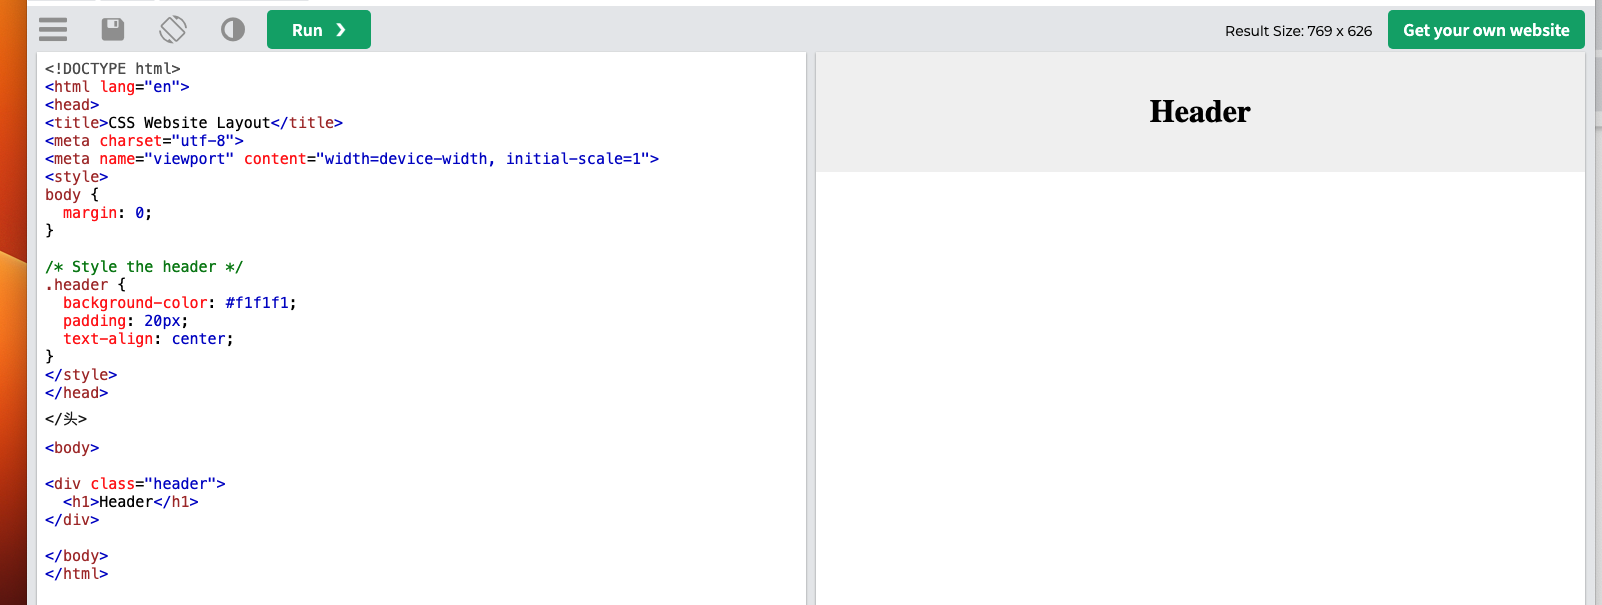 Run ❯
Result Size: 769 x 626
Get your own website
<!DOCTYPE html>
<html lang="en">
<head>
<title>CSS Website Layout</title>
<meta charset="utf-8">
<meta name="viewport" content="width=device-width, initial-scale=1">
<style>
body {
  margin: 0;
}
/* Style the header */
.header {
  background-color: #f1f1f1;
  padding: 20px;
  text-align: center;
}
</style>
</head>
</头>
<body>
<div class="header">
  <h1>Header</h1>
</div>
</body>
</html>
Header